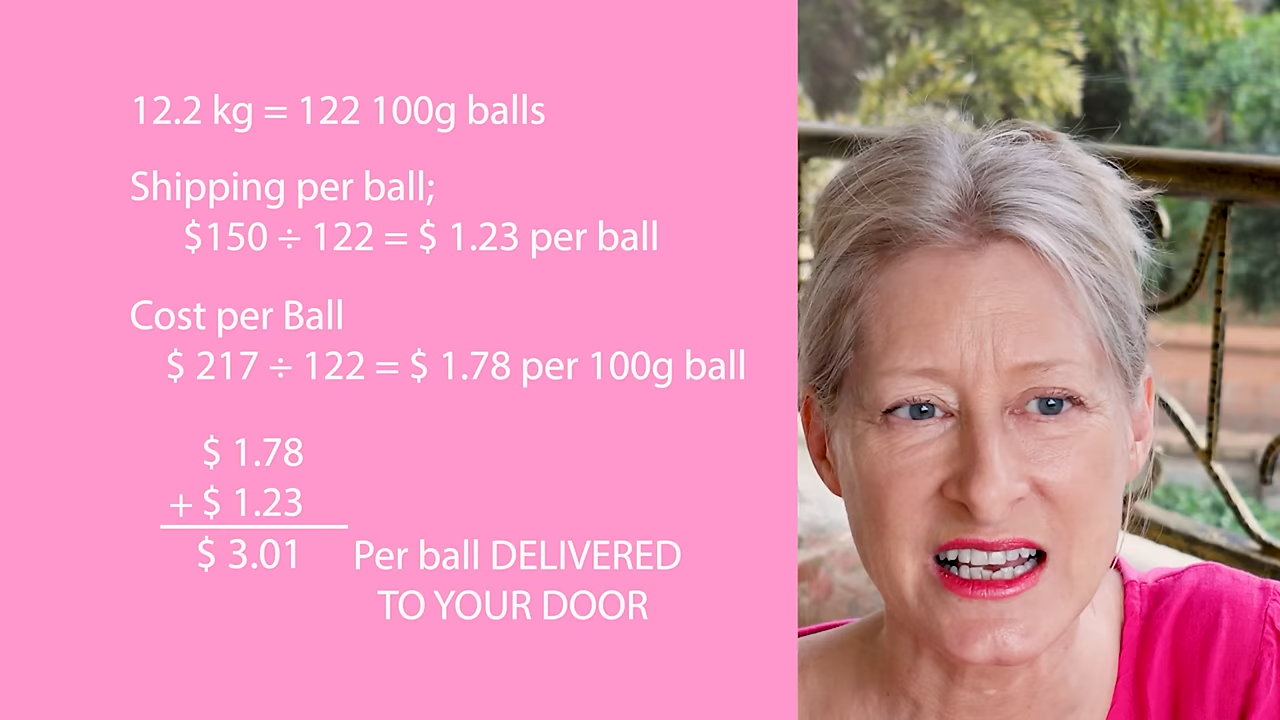 12.2 kg = 122 100g balls
Shipping per ball;
$150 ÷ 122 = $ 1.23 per ball
Cost per Ball
$ 217 ÷ 122 = $ 1.78 per 100g ball
$ 1.78
+ $ 1.23
$ 3.01 Per ball DELIVERED
TO YOUR DOOR